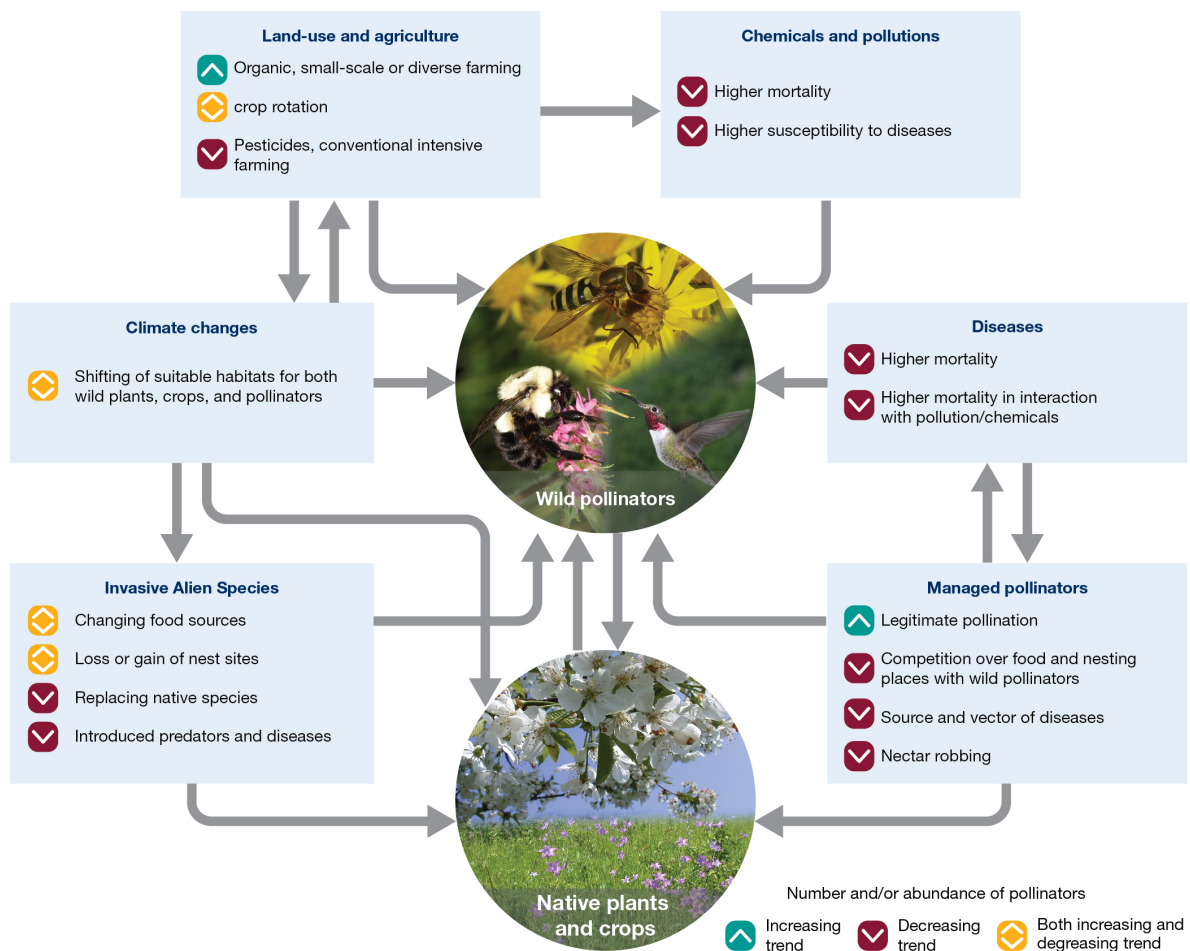 Land-use and agriculture
Organic, small-scale or diverse farming
crop rotation
Pesticides, conventional intensive
farming
Chemicals and pollutions
Higher mortality
Higher susceptibility to diseases
Climate changes
Shifting of suitable habitats for both
wild plants, crops, and pollinators
Wild pollinators
Diseases
Higher mortality
Higher mortality in interaction
with pollution/chemicals
Invasive Alien Species
Changing food sources
Loss or gain of nest sites
Replacing native species
Introduced predators and diseases
Managed pollinators
Legitimate pollination
Competition over food and nesting
places with wild pollinators
Source and vector of diseases
Nectar robbing
Native plants
and crops
Number and/or abundance of pollinators
Increasing
trend
Decreasing
trend
Both increasing and
degreasing trend